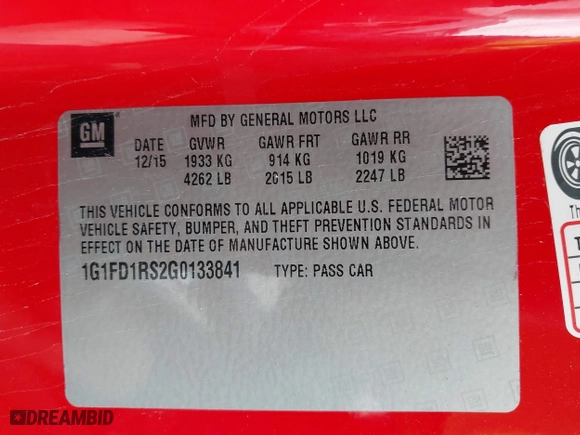 GM
MFD BY GENERAL MOTORS LLC
DATE GVWR GAWR FRT GAWR RR
12/15 1933 KG 914 KG 1019 KG
4262 LB 2015 LB 2247 LB
THIS VEHICLE CONFORMS TO ALL APPLICABLE U.S. FEDERAL MOTOR
VEHICLE SAFETY, BUMPER, AND THEFT PREVENTION STANDARDS IN
EFFECT ON THE DATE OF MANUFACTURE SHOWN ABOVE.
1G1FD1RS2G0133841 TYPE: PASS CAR
DREAMBID